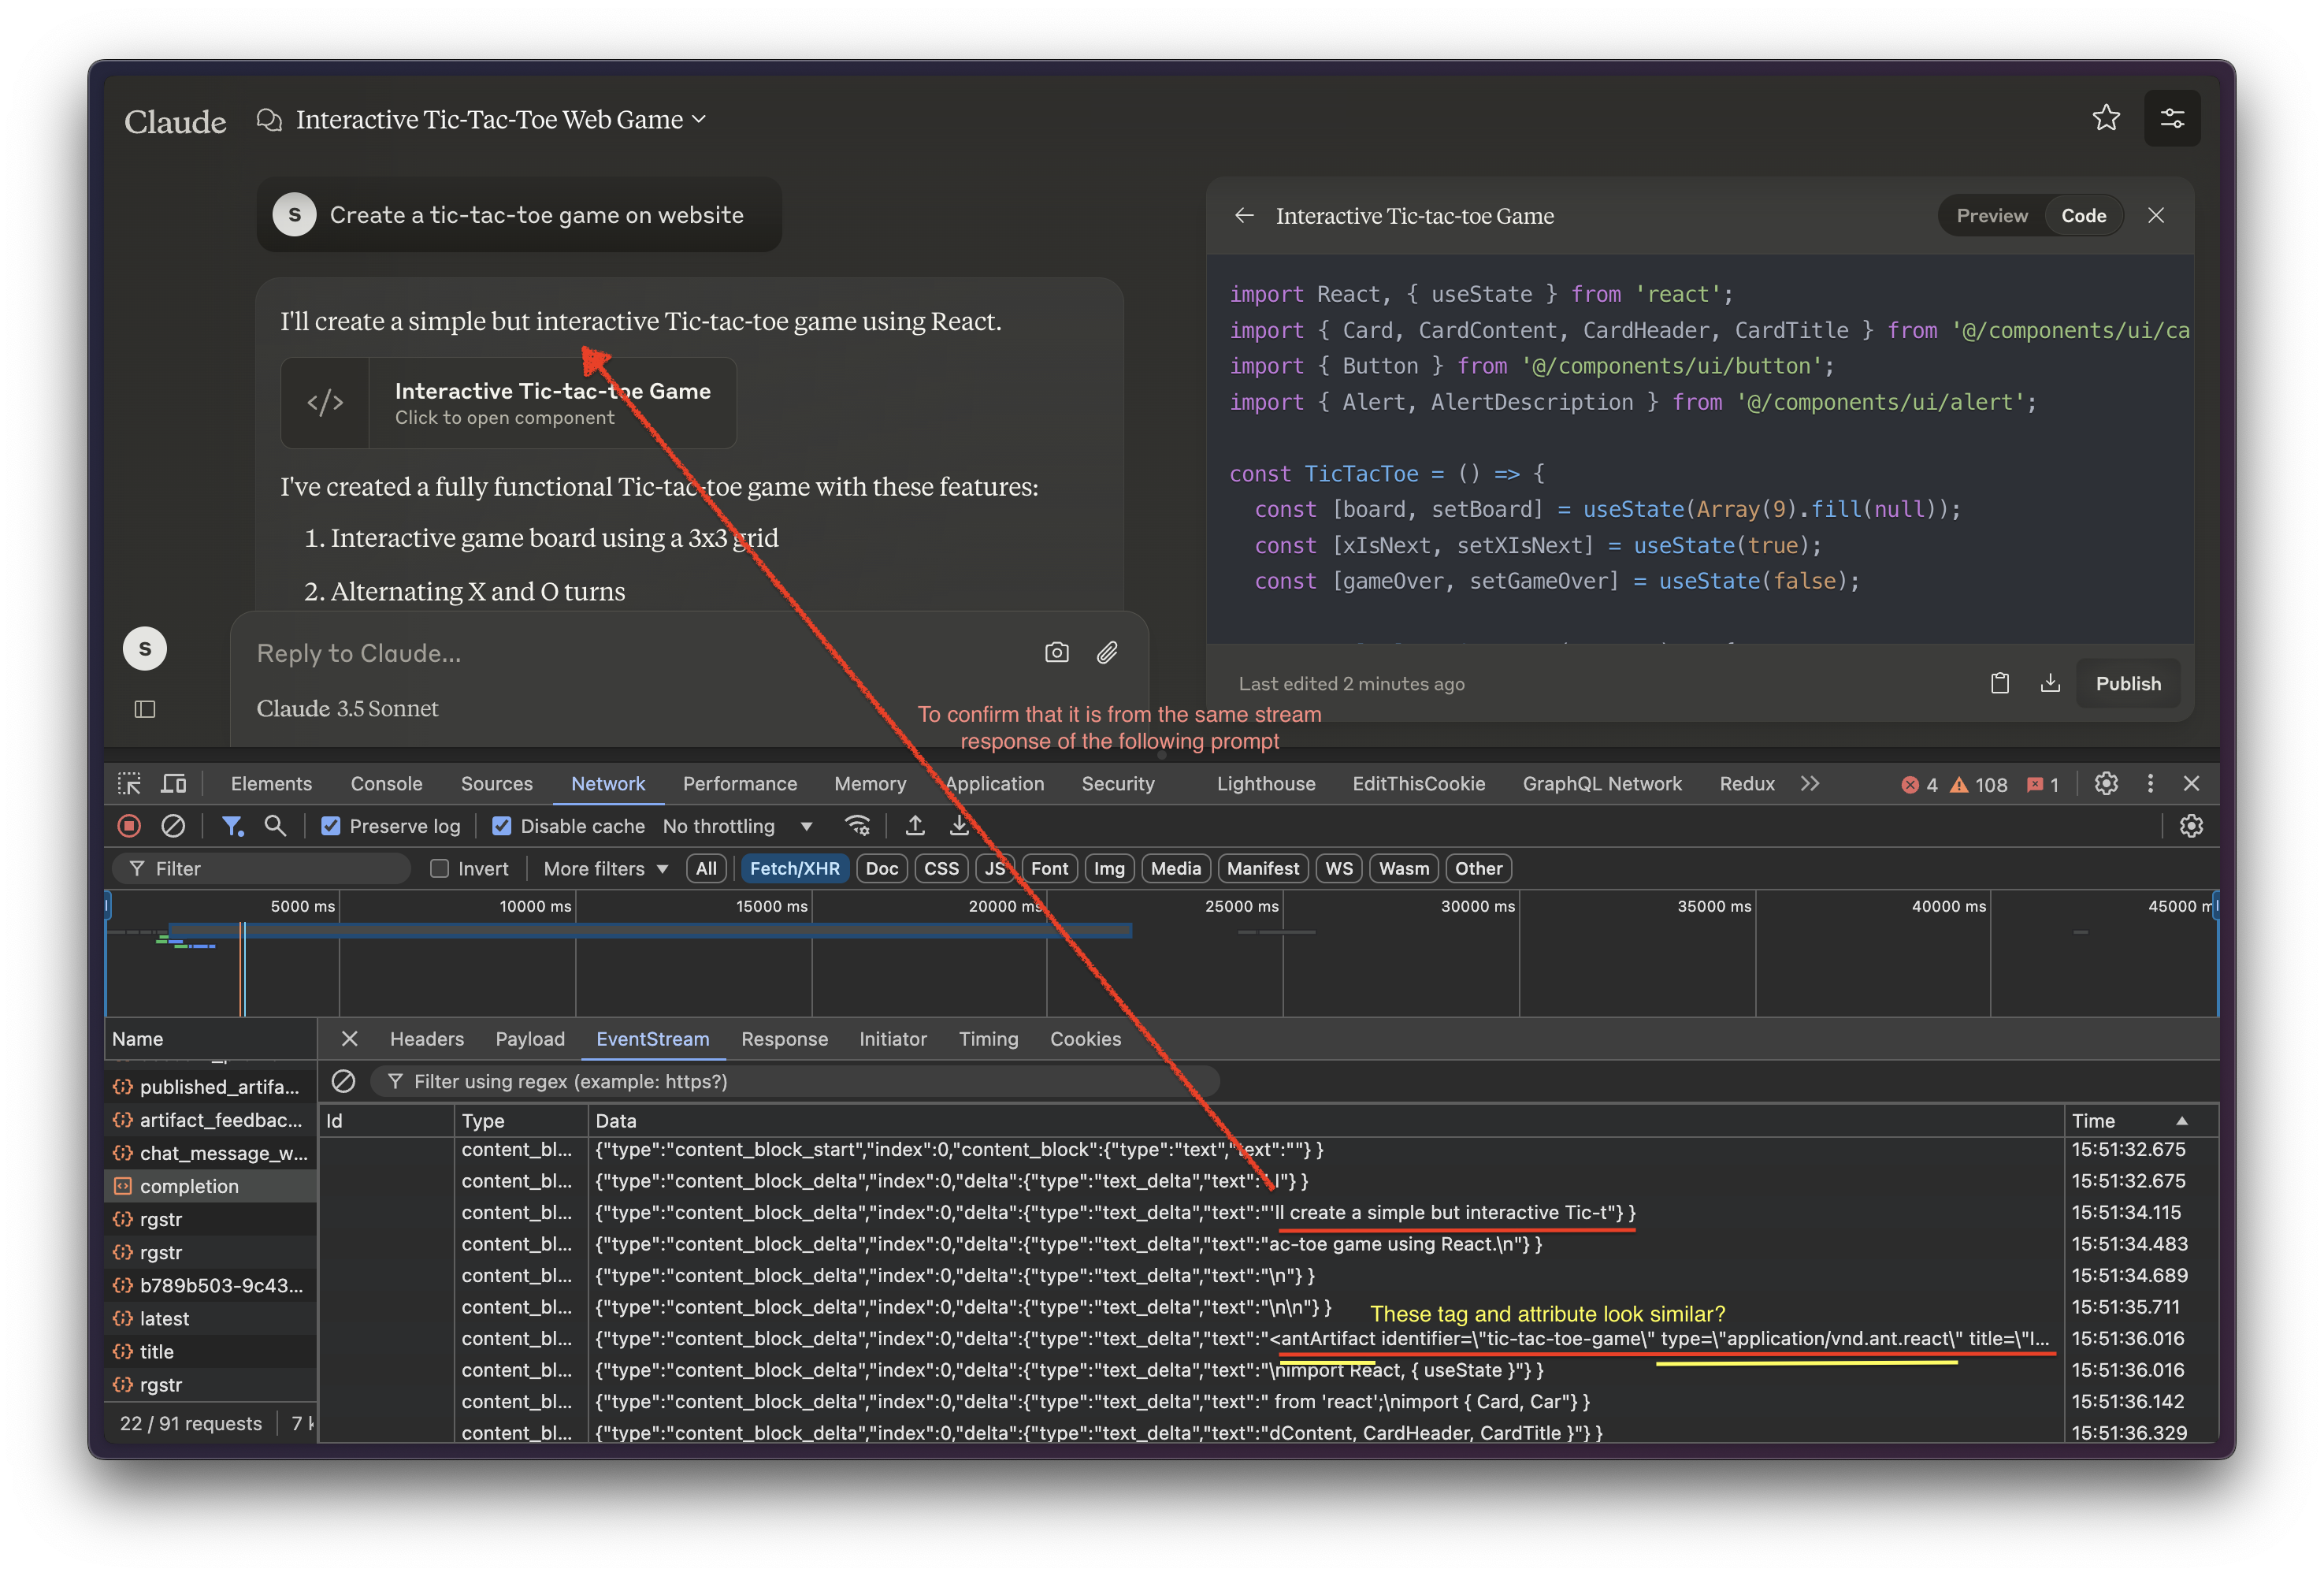 Claude
Interactive Tic-Tac-Toe Web Game
S
Create a tic-tac-toe game on website
I'll create a simple but interactive Tic-tac-toe game using React.
</>
Interactive Tic-tac-toe Game
Click to open component
I've created a fully functional Tic-tac-toe game with these features:
1. Interactive game board using a 3x3 grid
2. Alternating X and O turns
S
Reply to Claude...
Claude 3.5 Sonnet
Interactive Tic-tac-toe Game
Preview
Code
import React, { useState } from 'react';
import { Card, CardContent, CardHeader, CardTitle } from '@/components/ui/ca
import { Button } from '@/components/ui/button';
import { Alert, AlertDescription } from '@/components/ui/alert';
const TicTacToe = () => {
const [board, setBoard] = useState(Array(9).fill(null));
const [xIsNext, setXIsNext] = useState(true);
const [gameOver, setGameOver] = useState(false);
Last edited 2 minutes ago
Publish
To confirm that it is from the same stream
response of the following prompt
Elements Console Sources Network Performance Memory Application Security Lighthouse EditThisCookie GraphQL Network Redux 4 108 1
Preserve log Disable cache No throttling
Filter Invert More filters All Fetch/XHR Doc CSS JS Font Img Media Manifest WS Wasm Other
5000 ms 10000 ms 15000 ms 20000 ms 25000 ms 30000 ms 35000 ms 40000 ms 45000
Name
published_artifa...
artifact_feedbac...
chat_message_w...
completion
rgstr
rgstr
b789b503-9c43...
latest
title
rgstr
22 / 91 requests 7
Headers Payload EventStream Response Initiator Timing Cookies
Filter using regex (example: https?)
Id Type Data Time
content_bl... {"type":"content_block_start","index":0,"content_block":{"type":"text","text":""} } 15:51:32.675
content_bl... {"type":"content_block_delta","index":0,"delta":{"type":"text_delta","text":"I"} } 15:51:32.675
content_bl... {"type":"content_block_delta","index":0,"delta":{"type":"text_delta","text":"'ll create a simple but interactive Tic-t"} } 15:51:34.115
content_bl... {"type":"content_block_delta","index":0,"delta":{"type":"text_delta","text":"ac-toe game using React.\n"} } 15:51:34.483
content_bl... {"type":"content_block_delta","index":0,"delta":{"type":"text_delta","text":"\n"} } 15:51:34.689
content_bl... {"type":"content_block_delta","index":0,"delta":{"type":"text_delta","text":"\n\n"} } 15:51:35.711
These tag and attribute look similar?
content_bl... {"type":"content_block_delta","index":0,"delta":{"type":"text_delta","text":"<antArtifact identifier=\"tic-tac-toe-game\" type=\"application/vnd.ant.react\" title=\"I... 15:51:36.016
content_bl... {"type":"content_block_delta","index":0,"delta":{"type":"text_delta","text":"\nimport React, { useState }"} } 15:51:36.016
content_bl... {"type":"content_block_delta","index":0,"delta":{"type":"text_delta","text":" from 'react';\nimport { Card, Car"} } 15:51:36.142
content_bl... {"type":"content_block_delta","index":0,"delta":{"type":"text_delta","text":"dContent, CardHeader, CardTitle }"} } 15:51:36.329